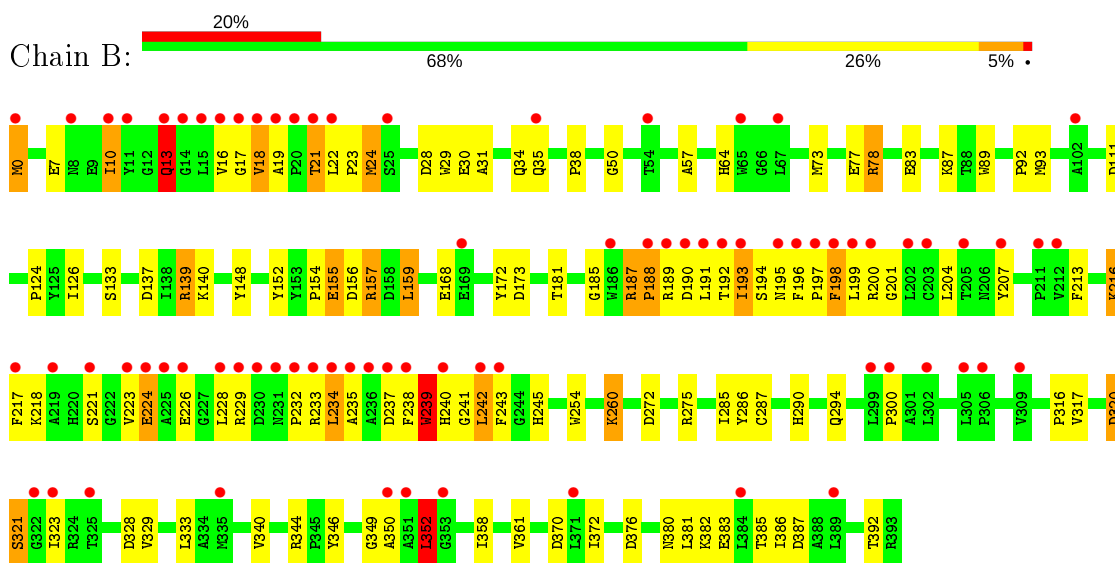 20%
Chain B:
68% 26% 5% •
M0 E7 N8 E9 I10 Y11 G12 Q13 G14 L15 V16 G17 V18 A19 P20 T21 L22 P23 M24 S25 D28 W29 E30 A31 Q34 Q35 P38 G50 T54 A57 H64 W65 G66 L67 M73 E77 R78 E83 K87 T88 W89 P92 M93 A102 D111
P124 Y125 I126 S133 D137 I138 R139 K140 Y148 Y152 Y153 P154 E155 D156 R157 D158 L159 E168 E169 Y172 D173 T181 G185 W186 R187 P188 R189 D190 L191 T192 I193 S194 N195 F196 P197 F198 L199 R200 G201 L202 C203 L204 T205 N206 Y207 P211 V212 F213 K216
F217 K218 A219 H220 S221 G222 V223 E224 A225 E226 G227 L228 R229 D230 N231 P232 R233 L234 A235 A236 D237 F238 W239 H240 G241 L242 F243 G244 H245 W254 K260 D272 R275 I285 Y286 C287 H290 Q294 L299 P300 A301 L302 L305 P306 V309 P316 V317
S321 G322 I323 R324 T325 D328 V329 L333 A334 M335 V340 R344 P345 Y346 G349 A350 A351 L352 G353 I358 V361 D370 L371 I372 D376 N380 L381 K382 E383 L384 T385 I386 D387 A388 L389 T392 R393